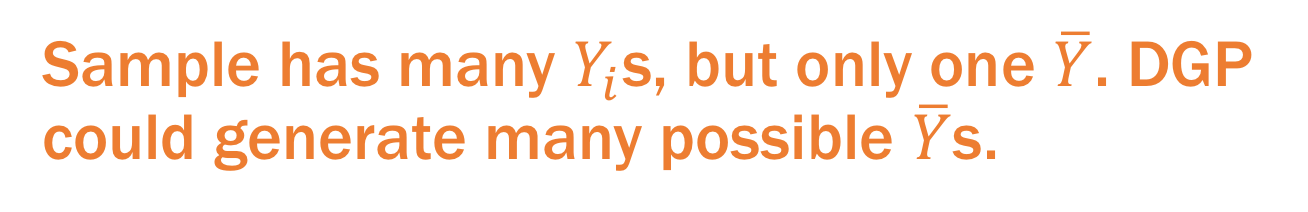 Sample has many Yᵢs, but only one Ȳ. DGP
could generate many possible Ȳs.